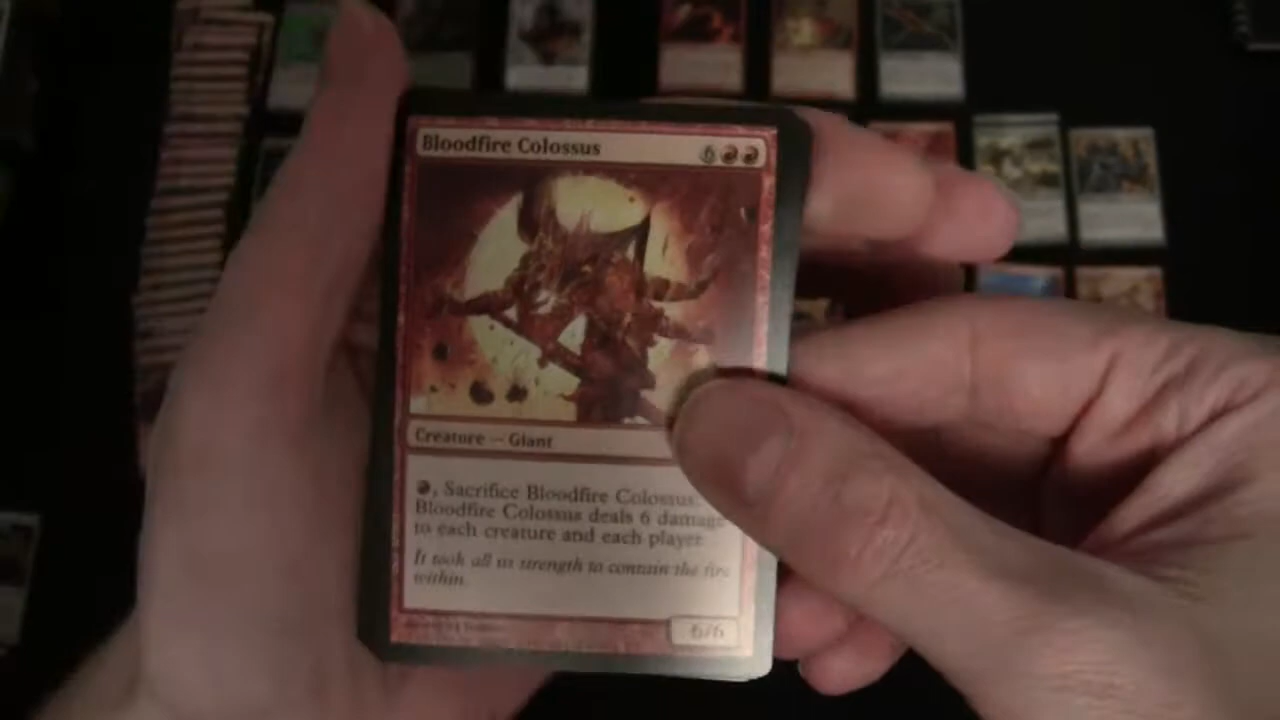 Bloodfire Colossus 6
Creature — Giant
, Sacrifice Bloodfire Colossus:
Bloodfire Colossus deals 6 damage
to each creature and each player.
It took all its strength to contain the fire
within.
6/6